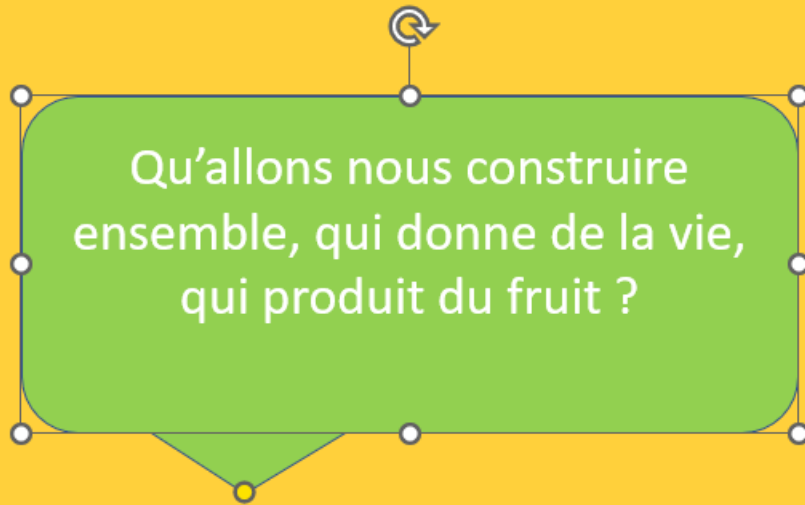 Qu’allons nous construire
ensemble, qui donne de la vie,
qui produit du fruit ?